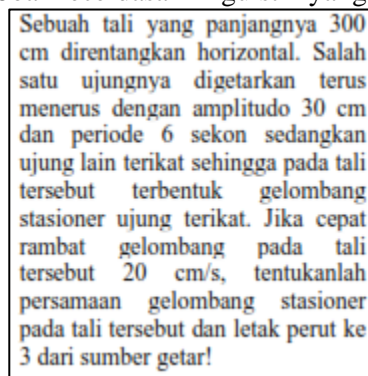 Sebuah tali yang panjangnya 300
cm direntangkan horizontal. Salah
satu ujungnya digetarkan terus
menerus dengan amplitudo 30 cm
dan periode 6 sekon sedangkan
ujung lain terikat sehingga pada tali
tersebut terbentuk gelombang
stasioner ujung terikat. Jika cepat
rambat gelombang pada tali
tersebut 20 cm/s, tentukanlah
persamaan gelombang stasioner
pada tali tersebut dan letak perut ke
3 dari sumber getar!